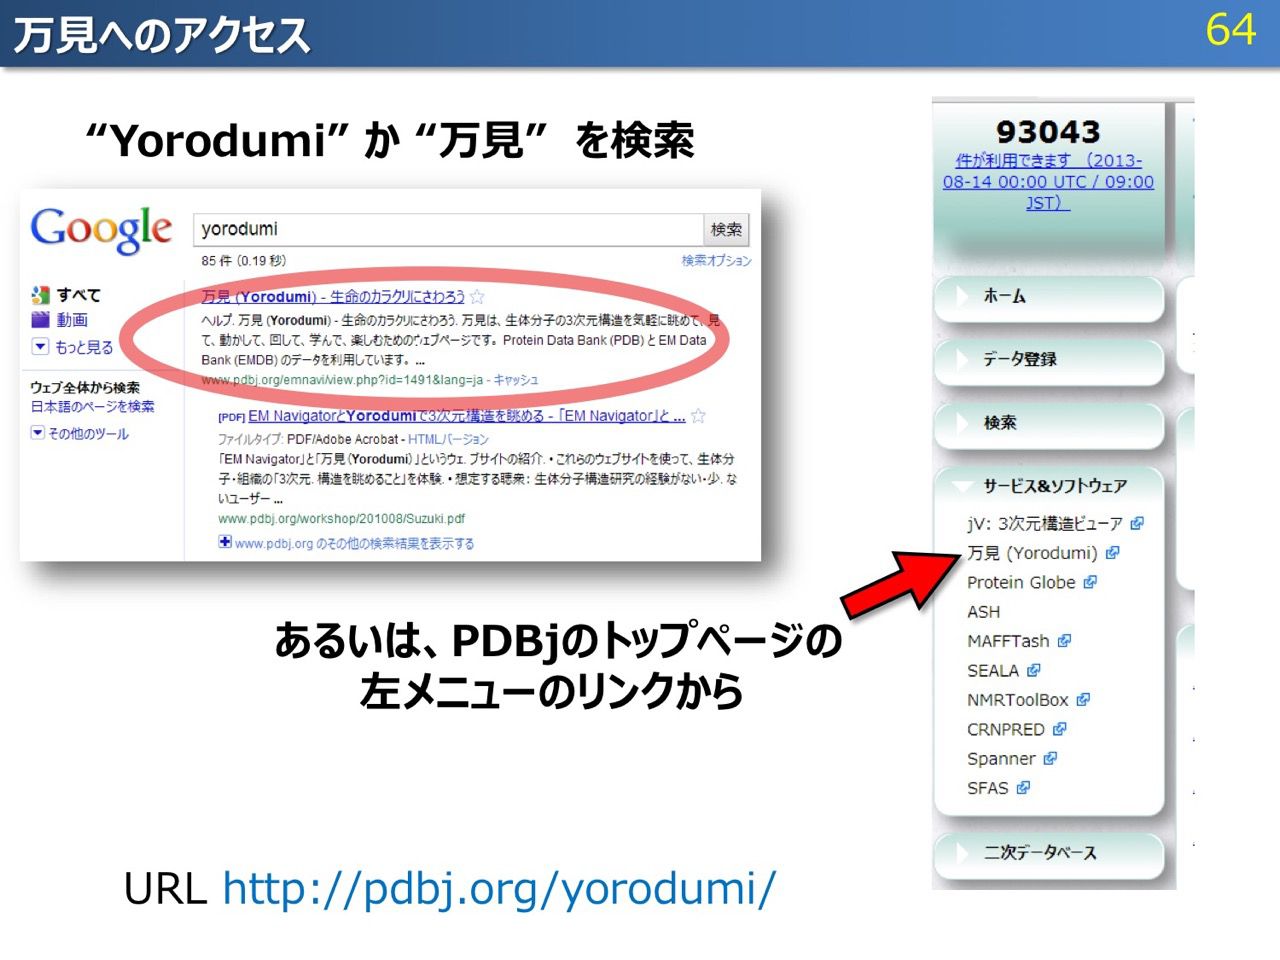 万見へのアクセス
64
“Yorodumi” か “万見” を検索
Google
yorodumi
検索
85 件 (0.19 秒)
検索オプション
すべて
動画
もっと見る
ウェブ全体から検索
日本語のページを検索
その他のツール
万見 (Yorodumi) - 生命のカラクリにさわろう
ヘルプ. 万見 (Yorodumi) - 生命のカラクリにさわろう. 万見は、生体分子の3次元構造を気軽に眺めて、見
て、動かして、回して、学んで、楽しむためのウェブページです。 Protein Data Bank (PDB) と EM Data
Bank (EMDB) のデータを利用しています。 ...
www.pdbj.org/emnavi/view.php?id=1491&lang=ja - キャッシュ
[PDF] EM NavigatorとYorodumiで3次元構造を眺める - 「EM Navigator」と ...
ファイルタイプ: PDF/Adobe Acrobat - HTMLバージョン
「EM Navigator」と「万見（Yorodumi）」というウェ. ブサイトの紹介. • これらのウェブサイトを使って、生体分
子・組織の「3次元. 構造を眺めること」を体験. • 想定する聴衆： 生体分子構造研究の経験がない・少. な
いユーザー ...
www.pdbj.org/workshop/201008/Suzuki.pdf
www.pdbj.org のその他の検索結果を表示する
あるいは、PDBjのトップページの
左メニューのリンクから
URL http://pdbj.org/yorodumi/
93043
件が利用できます （2013-
08-14 00:00 UTC / 09:00
JST）
ホーム
データ登録
検索
サービス&ソフトウェア
jV: 3次元構造ビューア
万見 (Yorodumi)
Protein Globe
ASH
MAFFTash
SEALA
NMRToolBox
CRNPRED
Spanner
SFAS
二次データベース